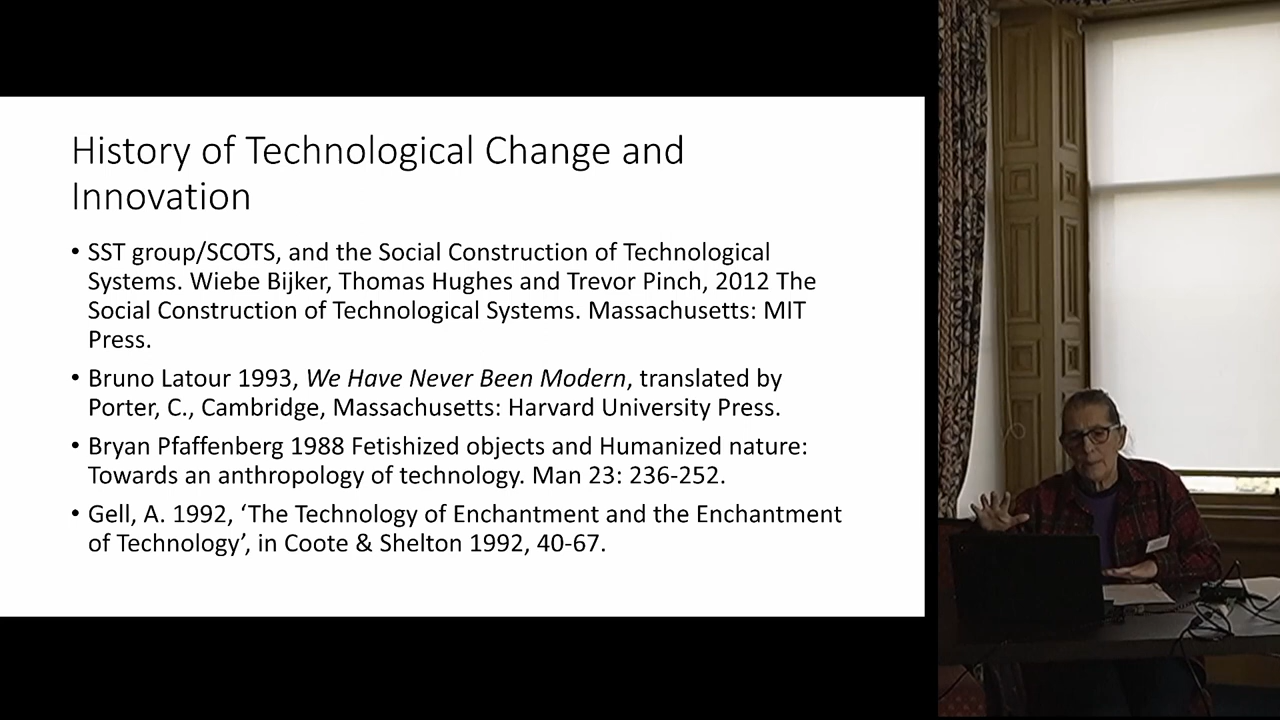 History of Technological Change and
Innovation
• SST group/SCOTS, and the Social Construction of Technological
Systems. Wiebe Bijker, Thomas Hughes and Trevor Pinch, 2012 The
Social Construction of Technological Systems. Massachusetts: MIT
Press.
• Bruno Latour 1993, We Have Never Been Modern, translated by
Porter, C., Cambridge, Massachusetts: Harvard University Press.
• Bryan Pfaffenberg 1988 Fetishized objects and Humanized nature:
Towards an anthropology of technology. Man 23: 236-252.
• Gell, A. 1992, ‘The Technology of Enchantment and the Enchantment
of Technology’, in Coote & Shelton 1992, 40-67.